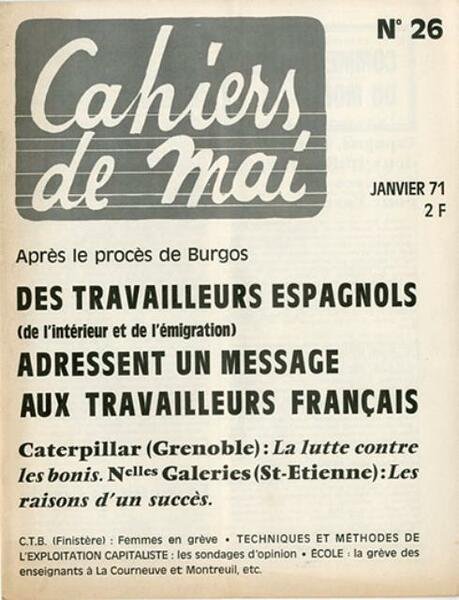 N° 26
Cahiers
de mai
JANVIER 71
2 F
Après le procès de Burgos
DES TRAVAILLEURS ESPAGNOLS
(de l'intérieur et de l'émigration)
ADRESSENT UN MESSAGE
AUX TRAVAILLEURS FRANÇAIS
Caterpillar (Grenoble) : La lutte contre
les bonis. Nelles Galeries (St-Etienne) : Les
raisons d'un succès.
C.T.B. (Finistère) : Femmes en grève • TECHNIQUES ET MÉTHODES DE
L'EXPLOITATION CAPITALISTE : les sondages d'opinion • ÉCOLE : la grève des
enseignants à La Courneuve et Montreuil, etc.